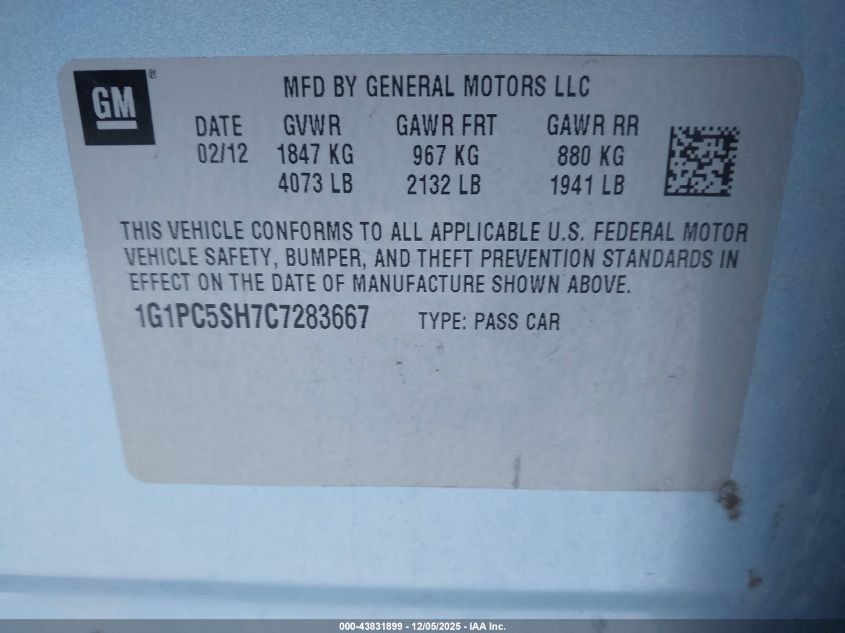 GM ®
MFD BY GENERAL MOTORS LLC
DATE GVWR GAWR FRT GAWR RR
02/12 1847 KG 967 KG 880 KG
4073 LB 2132 LB 1941 LB
THIS VEHICLE CONFORMS TO ALL APPLICABLE U.S. FEDERAL MOTOR
VEHICLE SAFETY, BUMPER, AND THEFT PREVENTION STANDARDS IN
EFFECT ON THE DATE OF MANUFACTURE SHOWN ABOVE.
1G1PC5SH7C7283667 TYPE: PASS CAR
000-43831899 - 12/05/2025 - IAA Inc.